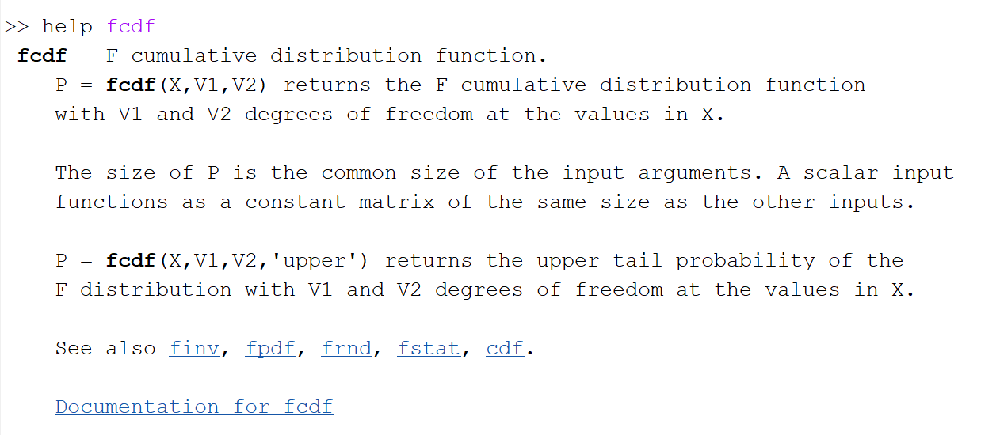 >> help fcdf
fcdf   F cumulative distribution function.
P = fcdf(X,V1,V2) returns the F cumulative distribution function
with V1 and V2 degrees of freedom at the values in X.
The size of P is the common size of the input arguments. A scalar input
functions as a constant matrix of the same size as the other inputs.
P = fcdf(X,V1,V2,'upper') returns the upper tail probability of the
F distribution with V1 and V2 degrees of freedom at the values in X.
See also finv, fpdf, frnd, fstat, cdf.
Documentation for fcdf